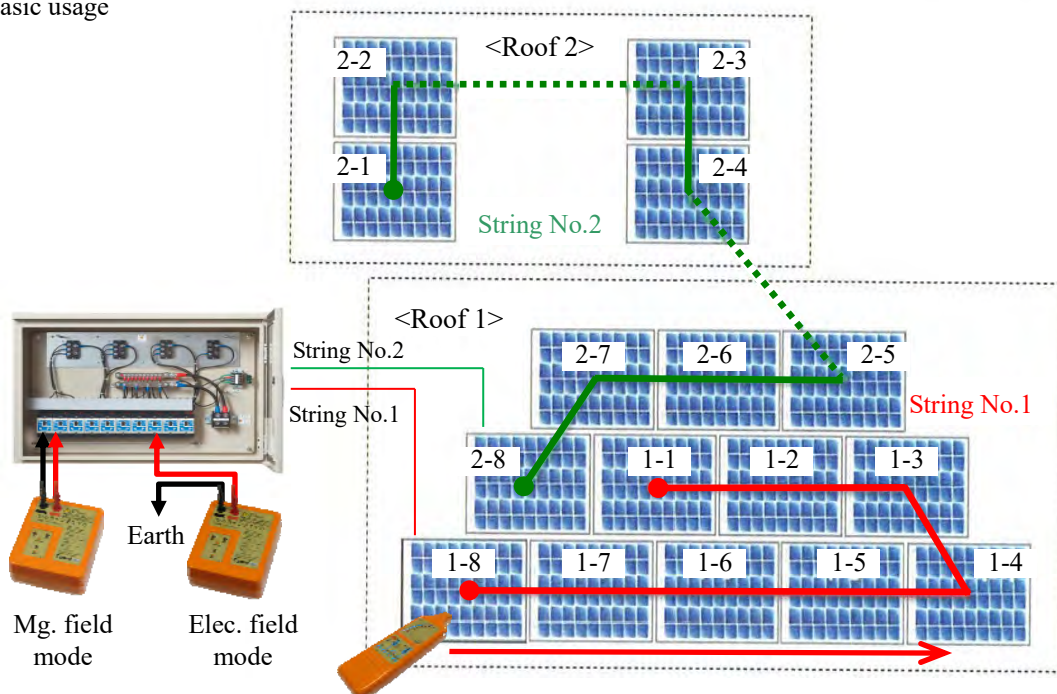 asic usage
<Roof 2>
2-2
2-3
2-1
2-4
String No.2
<Roof 1>
String No.2
2-7
2-6
2-5
String No.1
String No.1
2-8
1-1
1-2
1-3
Earth
1-8
1-7
1-6
1-5
1-4
Mg. field
mode
Elec. field
mode